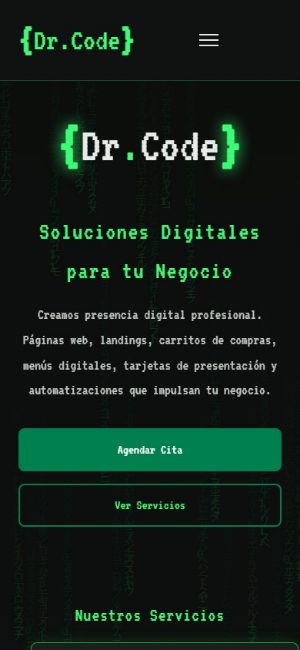 {Dr.Code}
{Dr.Code}
Soluciones Digitales
para tu Negocio
Creamos presencia digital profesional.
Páginas web, landings, carritos de compras,
menús digitales, tarjetas de presentación y
automatizaciones que impulsan tu negocio.
Agendar Cita
Ver Servicios
Nuestros Servicios